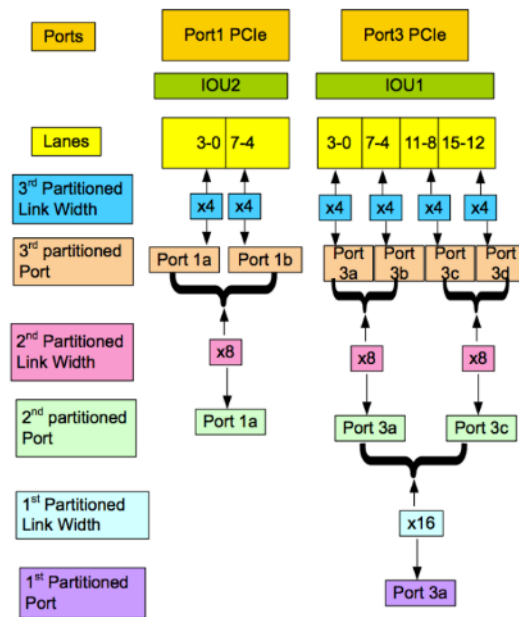 Ports
Port1 PCIe
Port3 PCIe
IOU2
IOU1
Lanes
3-0 7-4
3-0 7-4 11-8 15-12
3rd Partitioned
Link Width
x4 x4
x4 x4 x4 x4
3rd partitioned
Port
Port 1a
Port 1b
Port
3a
Port
3b
Port
3c
Port
3d
2nd Partitioned
Link Width
x8
x8
x8
2nd partitioned
Port
Port 1a
Port 3a
Port 3c
1st Partitioned
Link Width
x16
1st Partitioned
Port
Port 3a